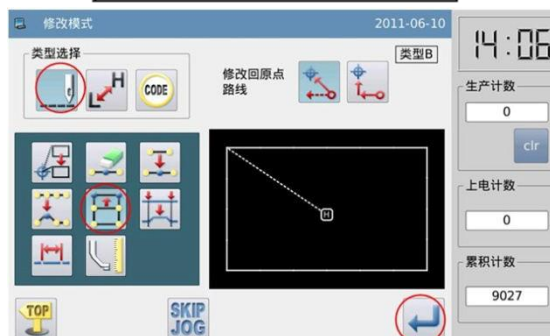 修改模式
2011-06-10
14:06
类型选择
类型B
H
L
CODE
修改回原点
路线
生产计数
0
clr
H
上电计数
0
累积计数
9027
TOP
SKIP
JOG